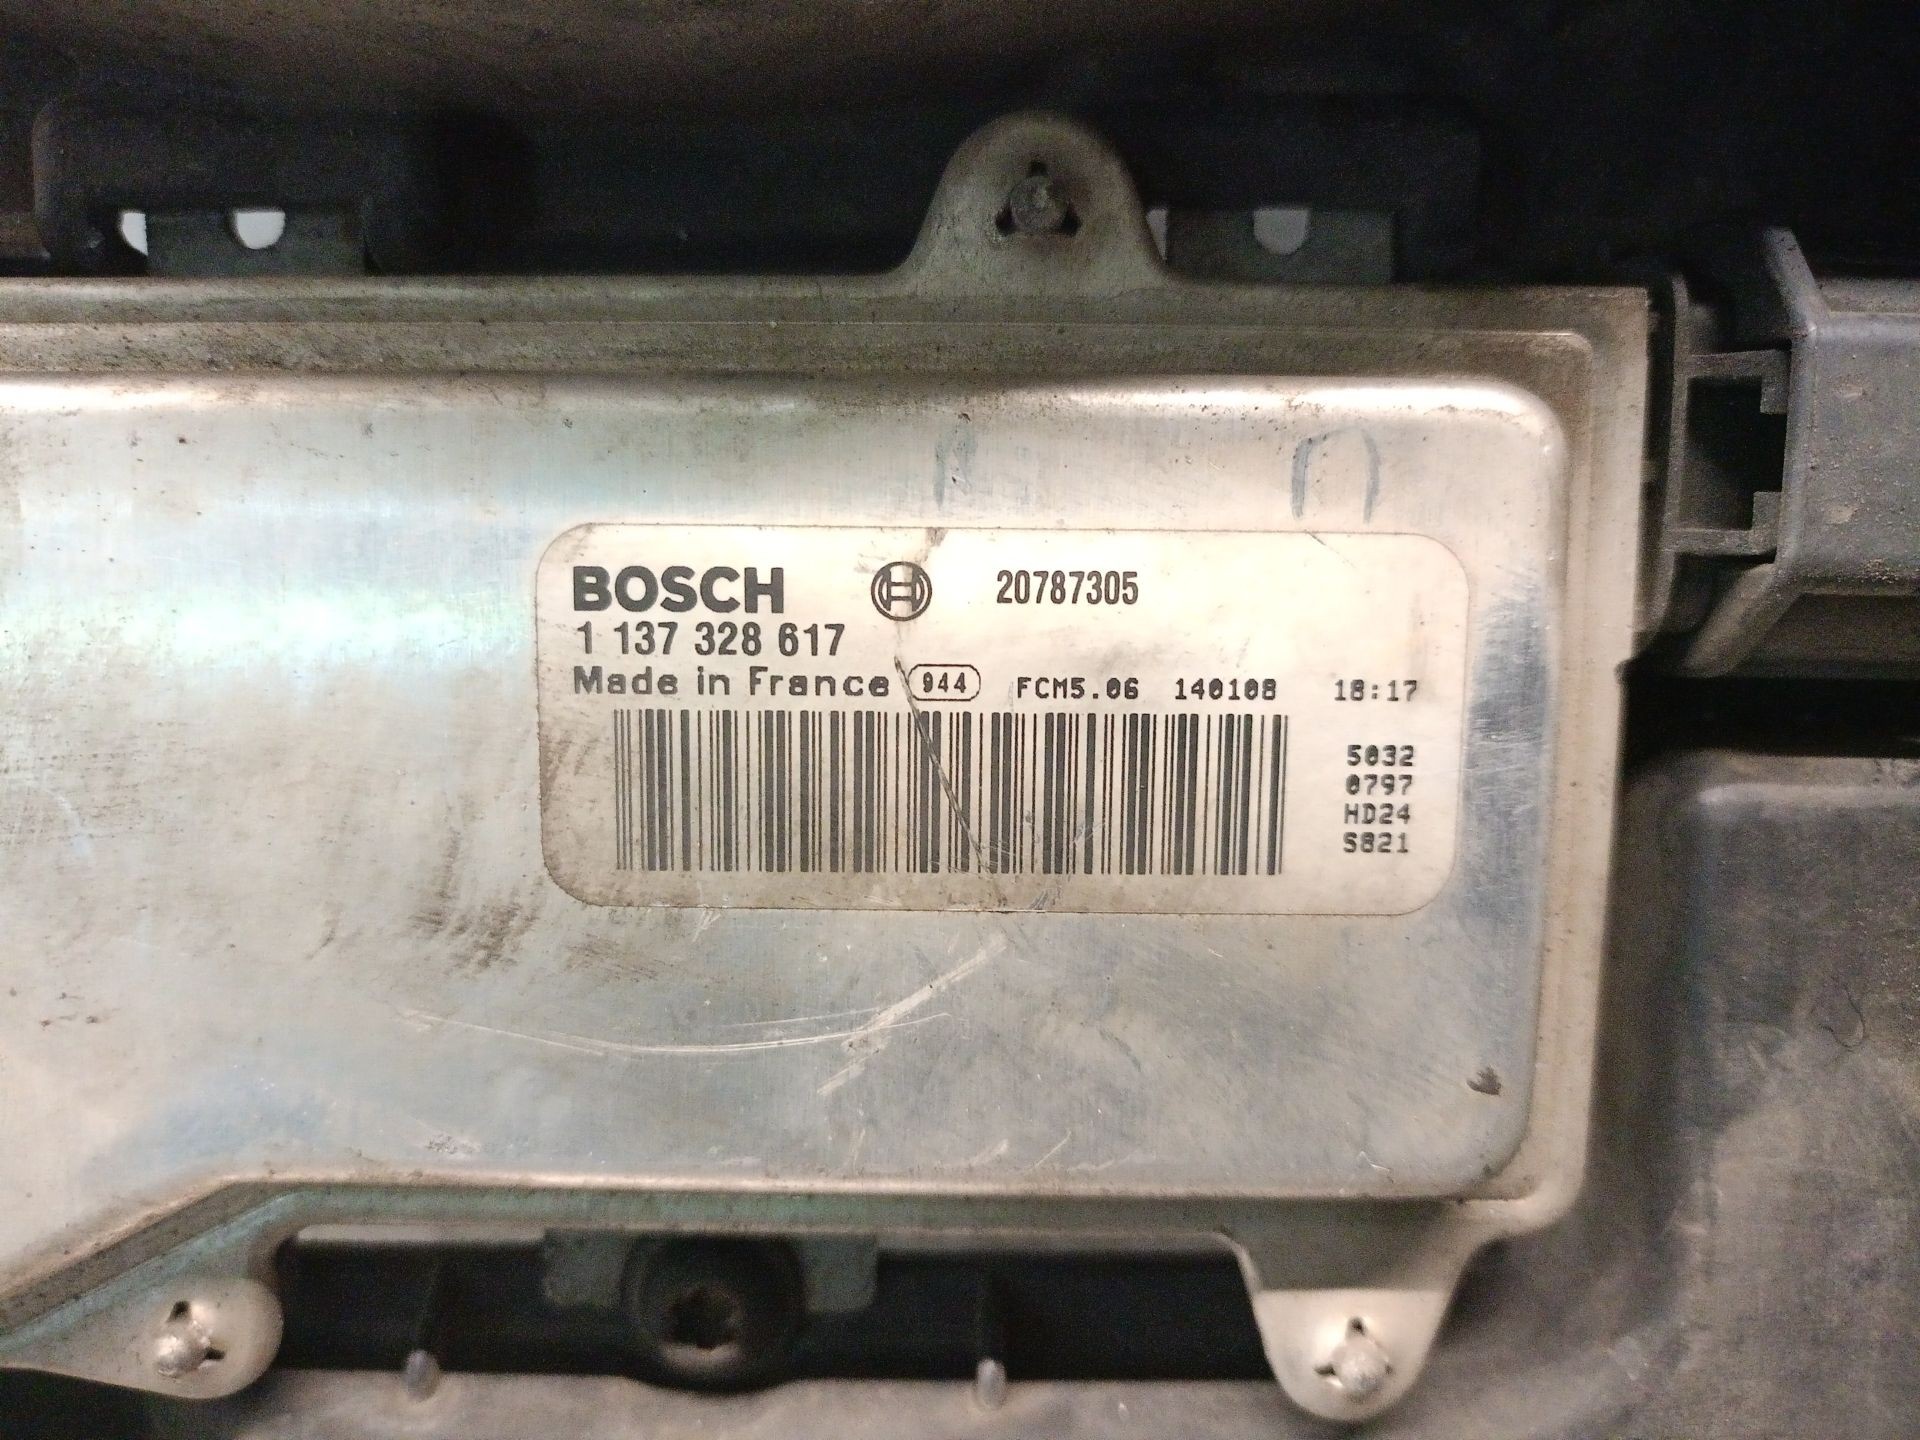 BOSCH 20787305
1 137 328 617
Made in France 944 FCM5.06 140108 18:17
5032
0797
HD24
S821